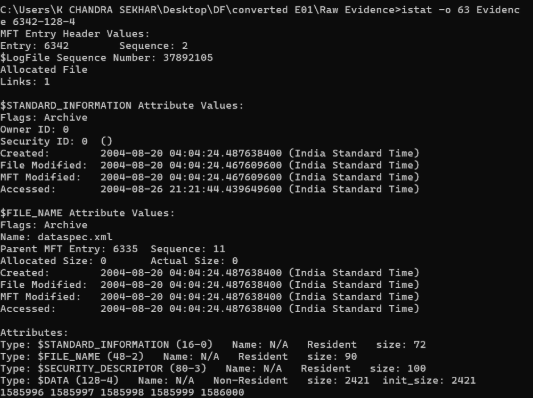 C:\Users\K CHANDRA SEKHAR\Desktop\DF\converted E01\Raw Evidence>istat -o 63 Evidenc
e 6342-128-4
MFT Entry Header Values:
Entry: 6342        Sequence: 2
$LogFile Sequence Number: 37892105
Allocated File
Links: 1

$STANDARD_INFORMATION Attribute Values:
Flags: Archive
Owner ID: 0
Security ID: 0  ()
Created:        2004-08-20 04:04:24.487638400 (India Standard Time)
File Modified:  2004-08-20 04:04:24.467609600 (India Standard Time)
MFT Modified:   2004-08-20 04:04:24.467609600 (India Standard Time)
Accessed:       2004-08-26 21:21:44.439649600 (India Standard Time)

$FILE_NAME Attribute Values:
Flags: Archive
Name: dataspec.xml
Parent MFT Entry: 6335  Sequence: 11
Allocated Size: 0       Actual Size: 0
Created:        2004-08-20 04:04:24.487638400 (India Standard Time)
File Modified:  2004-08-20 04:04:24.487638400 (India Standard Time)
MFT Modified:   2004-08-20 04:04:24.487638400 (India Standard Time)
Accessed:       2004-08-20 04:04:24.487638400 (India Standard Time)

Attributes:
Type: $STANDARD_INFORMATION (16-0)   Name: N/A   Resident   size: 72
Type: $FILE_NAME (48-2)   Name: N/A   Resident   size: 90
Type: $SECURITY_DESCRIPTOR (80-3)   Name: N/A   Resident   size: 100
Type: $DATA (128-4)   Name: N/A   Non-Resident   size: 2421  init_size: 2421
1585996 1585997 1585998 1585999 1586000